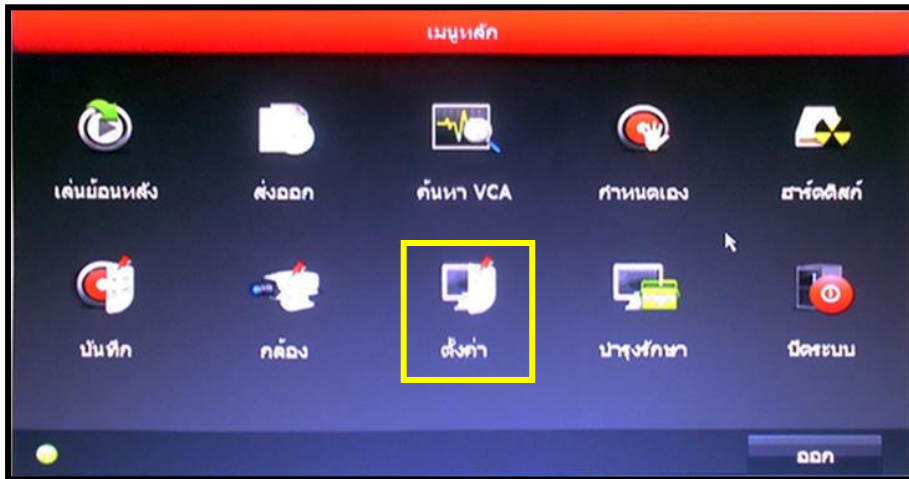 เมนูหลัก
เล่นย้อนหลัง ส่งออก ค้นหา VCA กำหนดเอง ฮาร์ดดิสก์
บันทึก กล้อง ตั้งค่า บำรุงรักษา ปิดระบบ
ออก